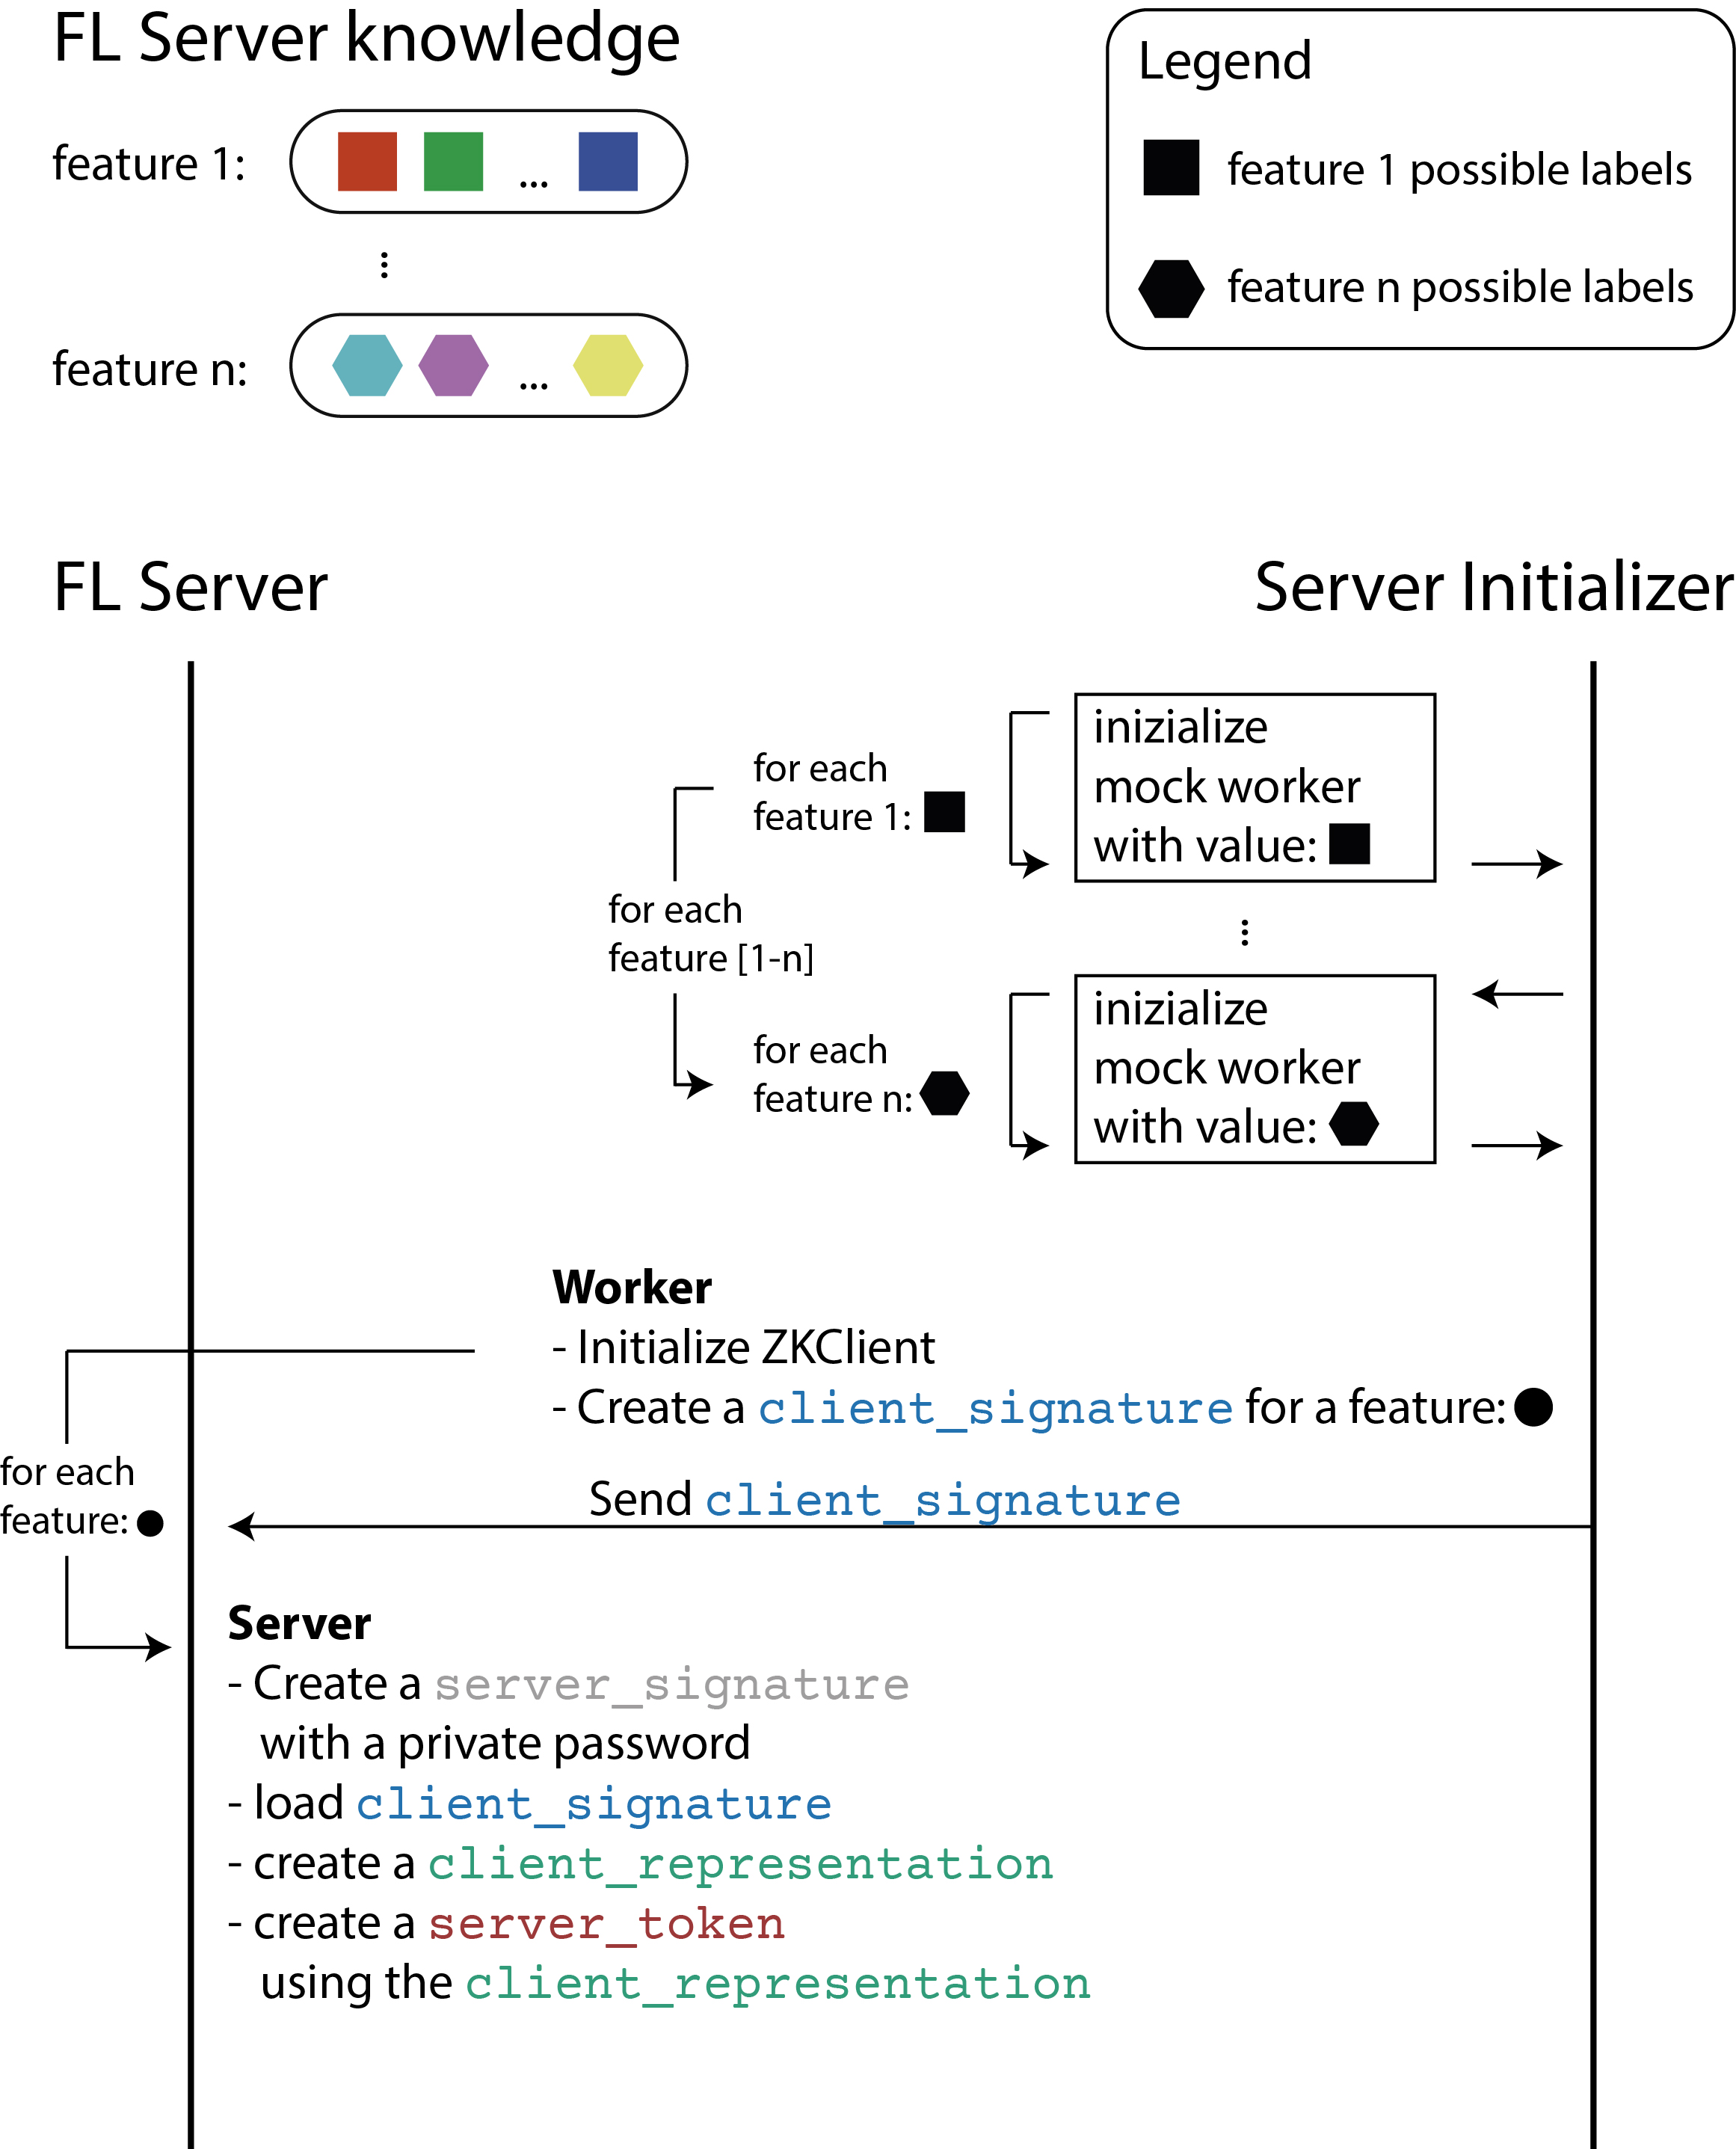 FL Server knowledge
feature 1:
...
...
feature n:
...
Legend
feature 1 possible labels
feature n possible labels
FL Server
Server Initializer
for each
feature 1:
inizialize
mock worker
with value:
for each
feature [1-n]
...
for each
feature n:
inizialize
mock worker
with value:
Worker
- Initialize ZKClient
- Create a client_signature for a feature:
for each
feature:
Send client_signature
Server
- Create a server_signature
with a private password
- load client_signature
- create a client_representation
- create a server_token
using the client_representation